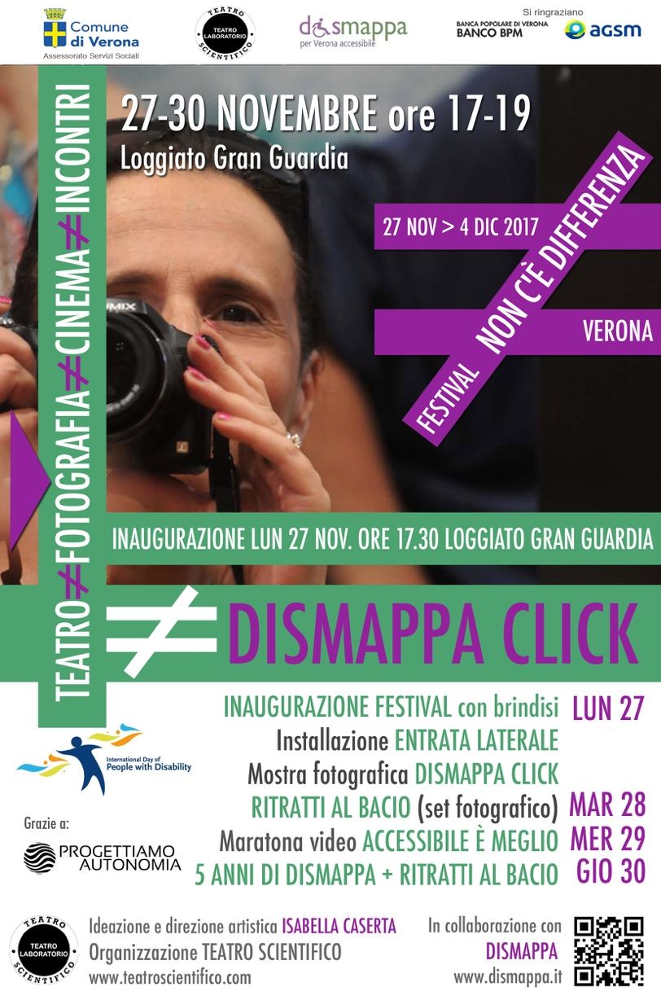 Comune
di Verona
Assessorato Servizi Sociali
TEATRO
TEATRO
LABORATORIO
SCIENTIFICO
dismappa
per Verona accessibile
Si ringraziano
BANCA POPOLARE DI VERONA
BANCO BPM
agsm
27-30 NOVEMBRE ore 17-19
Loggiato Gran Guardia
TEATRO≠FOTOGRAFIA≠CINEMA≠INCONTRI
27 NOV > 4 DIC 2017
FESTIVAL NON C'È DIFFERENZA
VERONA
LUMIX
L
INAUGURAZIONE LUN 27 NOV. ORE 17.30 LOGGIATO GRAN GUARDIA
≠ DISMAPPA CLICK
INAUGURAZIONE FESTIVAL con brindisi LUN 27
Installazione ENTRATA LATERALE
Mostra fotografica DISMAPPA CLICK
RITRATTI AL BACIO (set fotografico) MAR 28
Maratona video ACCESSIBILE È MEGLIO MER 29
5 ANNI DI DISMAPPA + RITRATTI AL BACIO GIO 30
International Day of
People with Disability
Grazie a:
PROGETTIAMO
AUTONOMIA
TEATRO
TEATRO
LABORATORIO
SCIENTIFICO
Ideazione e direzione artistica ISABELLA CASERTA
Organizzazione TEATRO SCIENTIFICO
www.teatroscientifico.com
In collaborazione con
DISMAPPA
www.dismappa.it